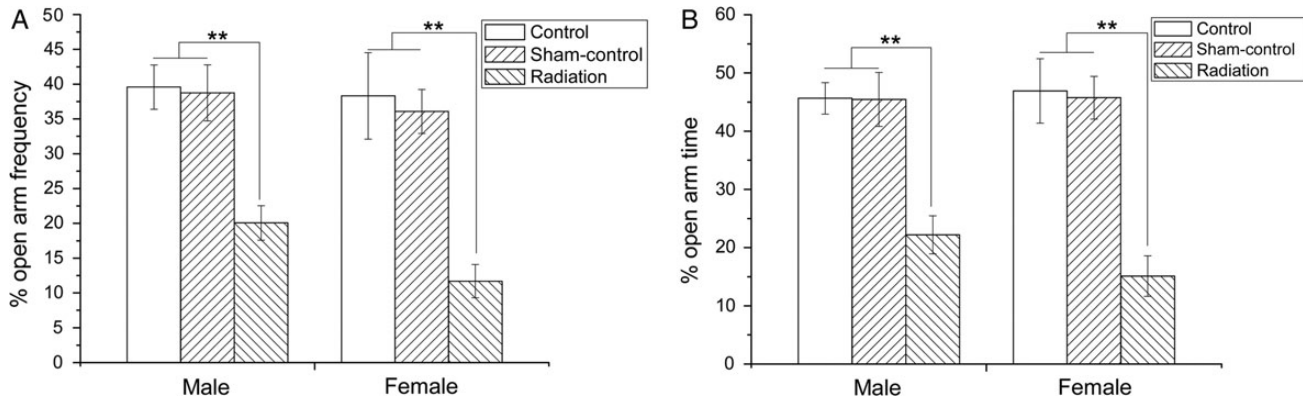 A
% open arm frequency
50
45
40
35
30
25
20
15
10
5
0
**
**
Control
Sham-control
Radiation
Male
Female
B
% open arm time
60
50
40
30
20
10
0
**
**
Control
Sham-control
Radiation
Male
Female